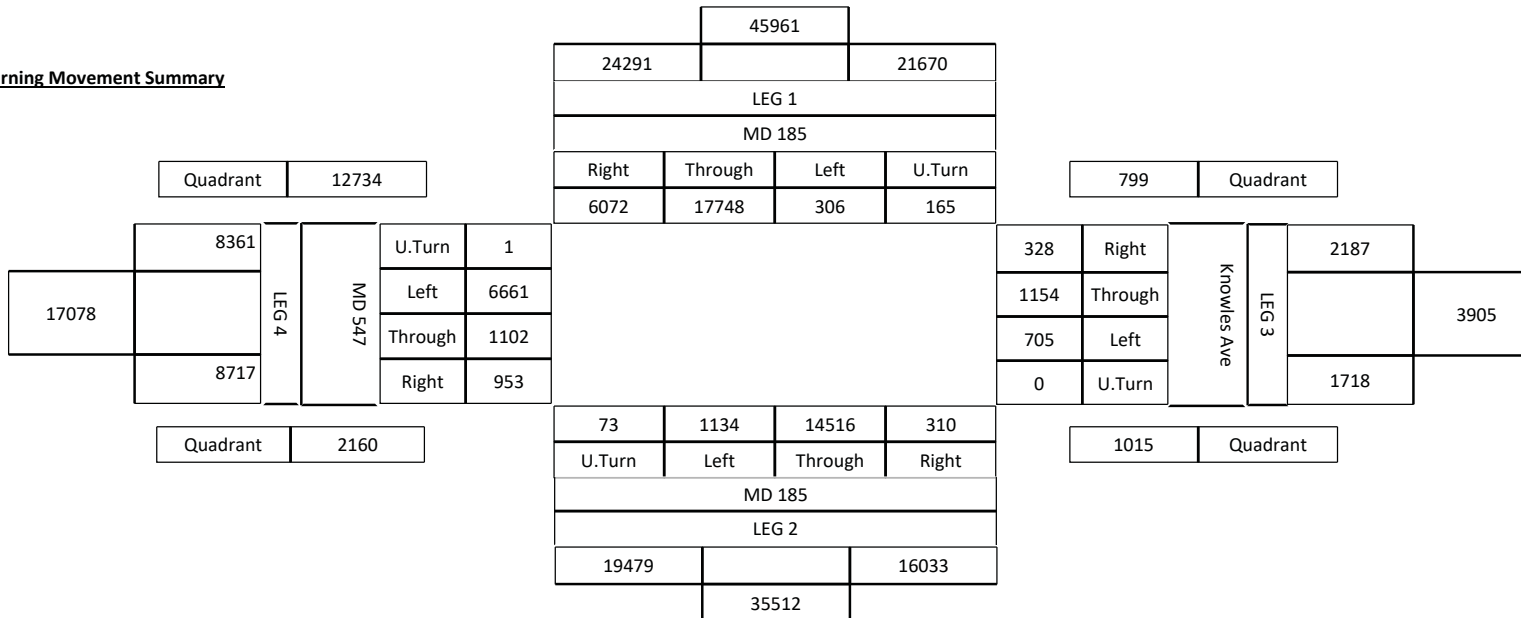 45961
24291 21670
rning Movement Summary
LEG 1
MD 185
Right Through Left U.Turn
6072 17748 306 165
Quadrant 12734
799 Quadrant
8361
17078
8717
LEG 4
MD 547
U.Turn 1
Left 6661
Through 1102
Right 953
328 Right
1154 Through
705 Left
0 U.Turn
Knowles Ave
LEG 3
2187
3905
1718
Quadrant 2160
1015 Quadrant
73 1134 14516 310
U.Turn Left Through Right
MD 185
LEG 2
19479 16033
35512